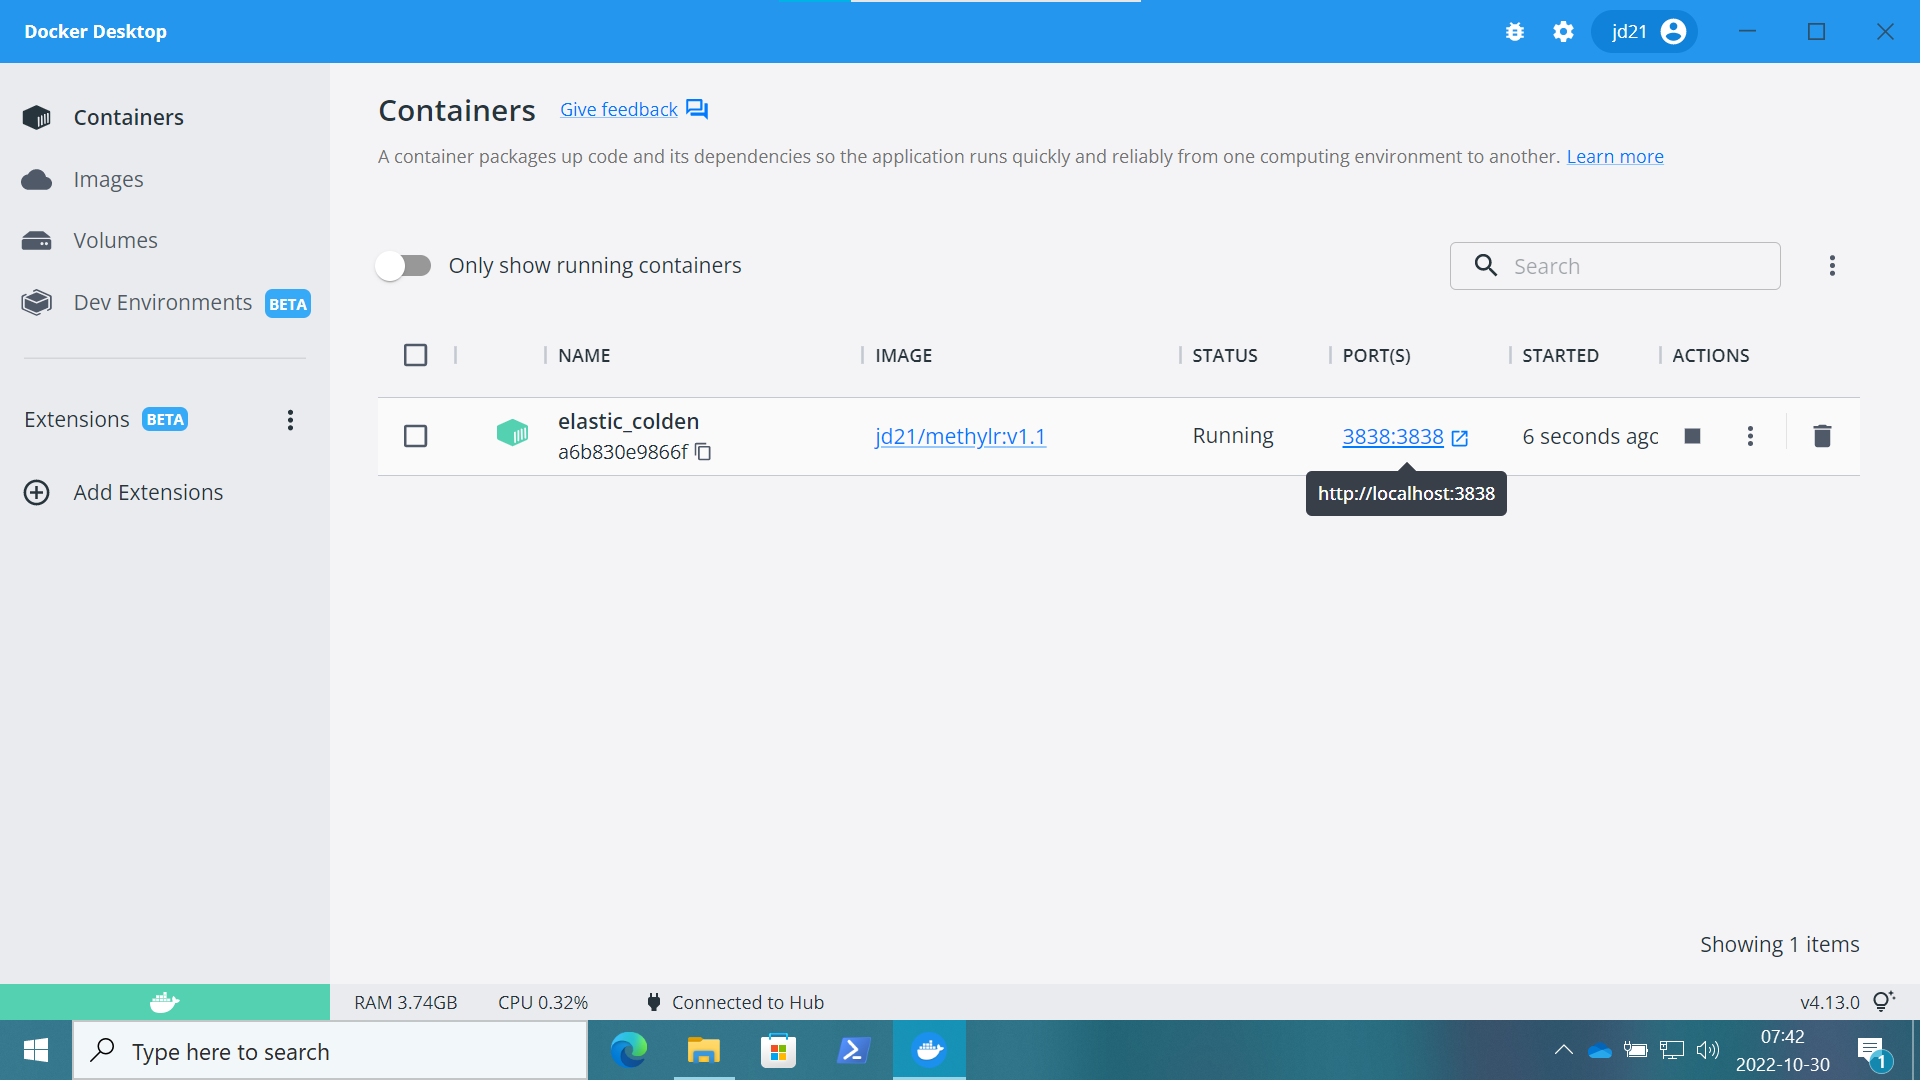 Docker Desktop
jd21
Containers
Images
Volumes
Dev Environments BETA
Extensions BETA
Add Extensions
Containers Give feedback
A container packages up code and its dependencies so the application runs quickly and reliably from one computing environment to another. Learn more
Only show running containers
Search
NAME IMAGE STATUS PORT(S) STARTED ACTIONS
elastic_colden
a6b830e9866f
jd21/methylr:v1.1 Running 3838:3838 6 seconds ago
http://localhost:3838
Showing 1 items
RAM 3.74GB CPU 0.32% Connected to Hub v4.13.0
Type here to search
07:42
2022-10-30
1